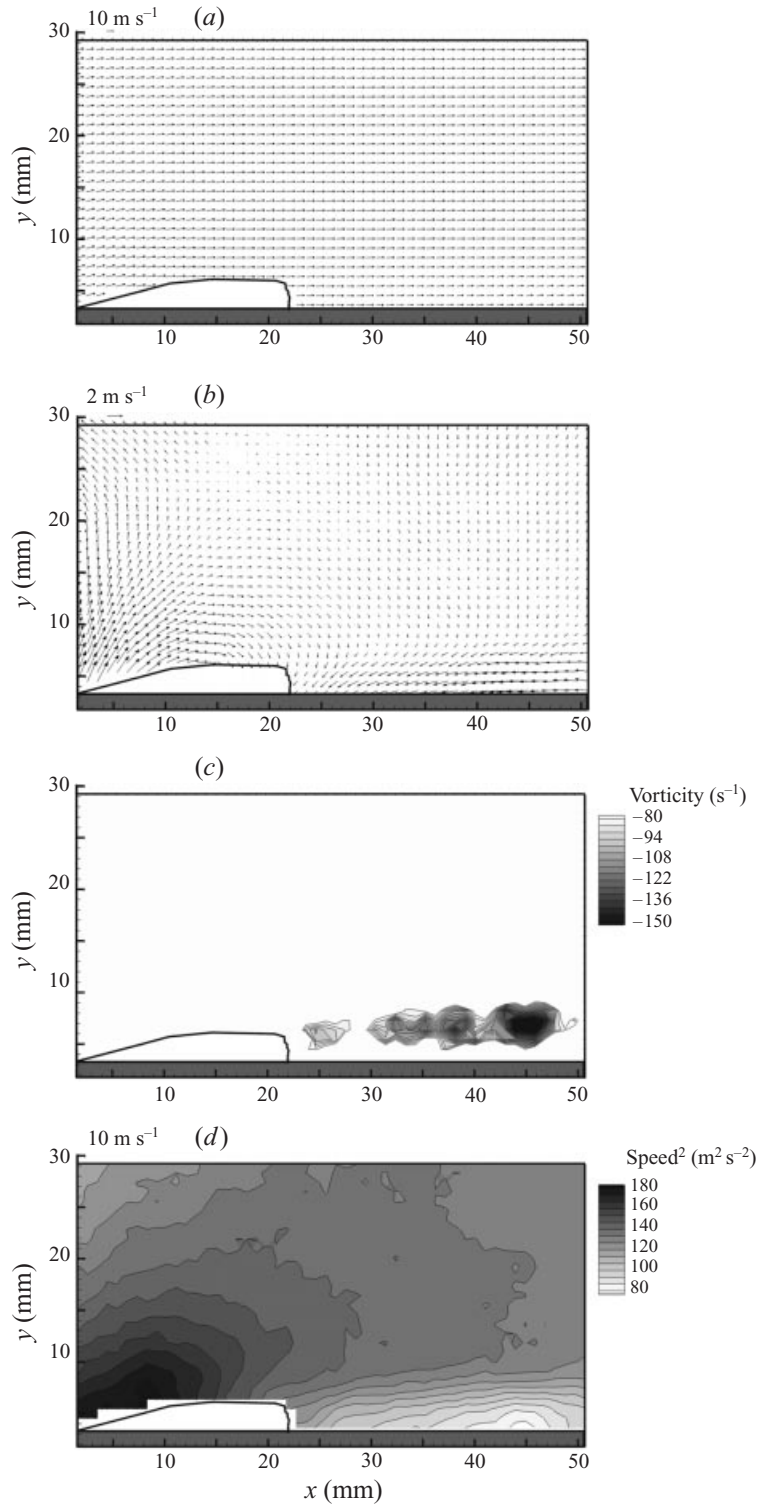 10 m s⁻¹ (a)
30
20
y (mm)
10
10 20 30 40 50
2 m s⁻¹ (b)
30
20
y (mm)
10
10 20 30 40 50
(c)
30
20
y (mm)
10
10 20 30 40 50
Vorticity (s⁻¹)
−80
−94
−108
−122
−136
−150
10 m s⁻¹ (d)
30
20
y (mm)
10
10 20 30 40 50
x (mm)
Speed² (m² s⁻²)
180
160
140
120
100
80